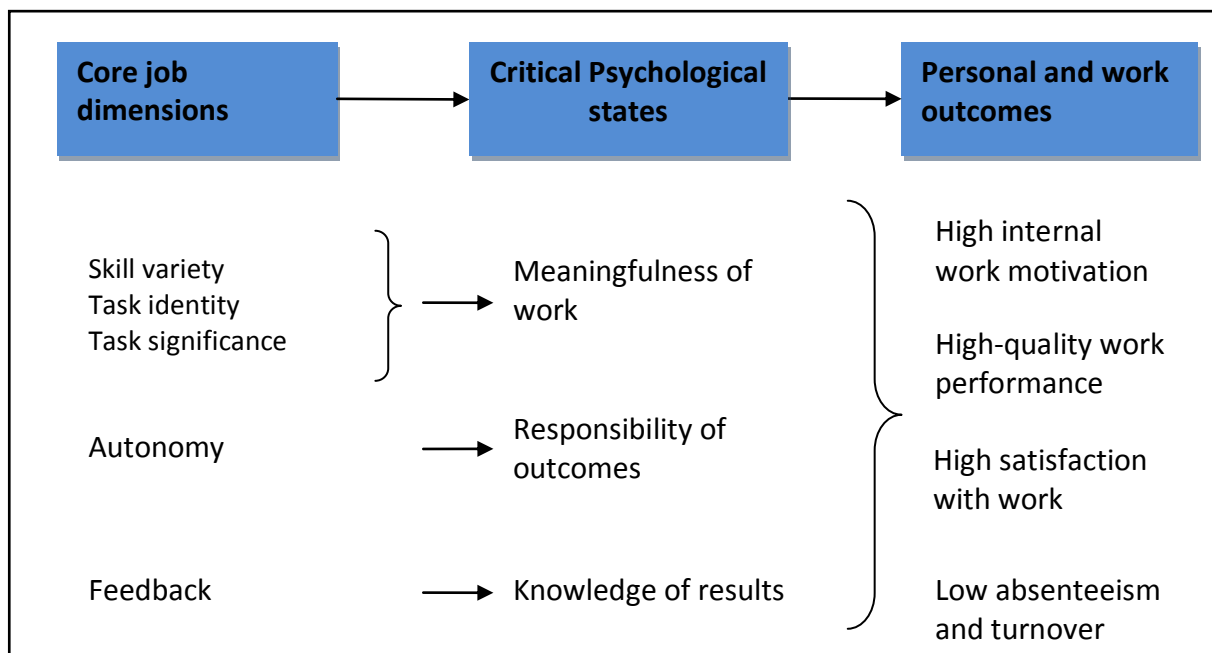 Core job
dimensions
Critical Psychological
states
Personal and work
outcomes
Skill variety
Task identity
Task significance
Autonomy
Feedback
Meaningfulness of
work
Responsibility of
outcomes
Knowledge of results
High internal
work motivation
High-quality work
performance
High satisfaction
with work
Low absenteeism
and turnover